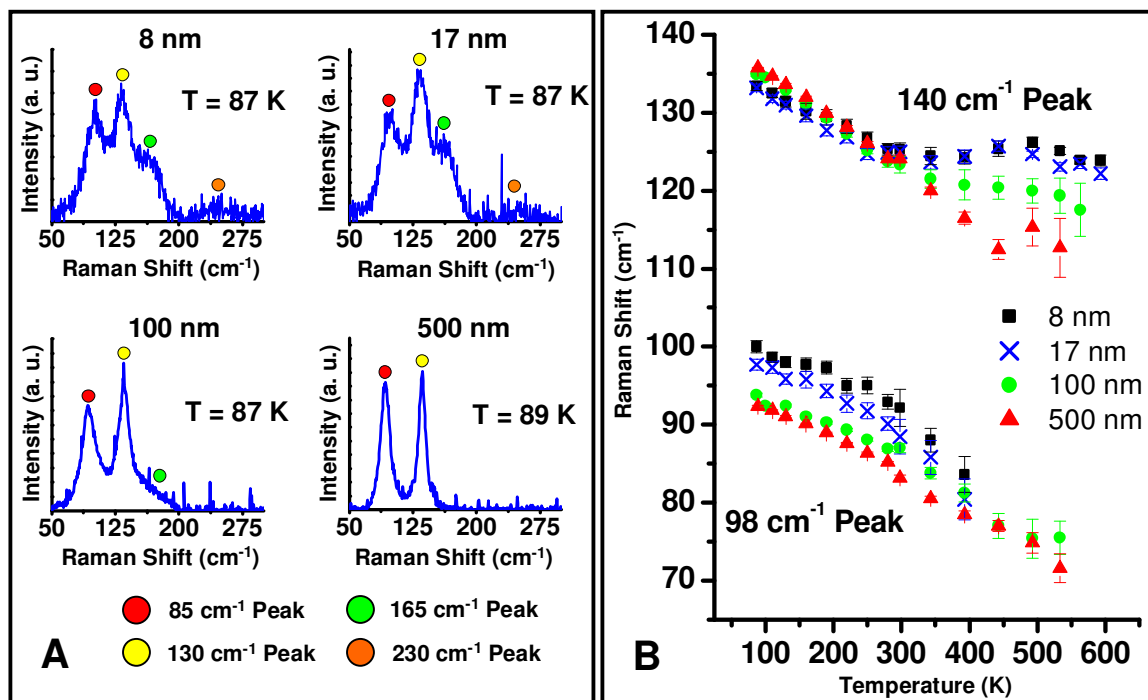 8 nm
T = 87 K
Intensity (a. u.)
50 125 200 275
Raman Shift (cm⁻¹)
17 nm
T = 87 K
Intensity (a. u.)
50 125 200 275
Raman Shift (cm⁻¹)
100 nm
T = 87 K
Intensity (a. u.)
50 125 200 275
Raman Shift (cm⁻¹)
500 nm
T = 89 K
Intensity (a. u.)
50 125 200 275
Raman Shift (cm⁻¹)
85 cm⁻¹ Peak
165 cm⁻¹ Peak
130 cm⁻¹ Peak
230 cm⁻¹ Peak
A
140
130
120
110
100
90
80
70
Raman Shift (cm⁻¹)
140 cm⁻¹ Peak
8 nm
17 nm
100 nm
500 nm
98 cm⁻¹ Peak
100 200 300 400 500 600
Temperature (K)
B